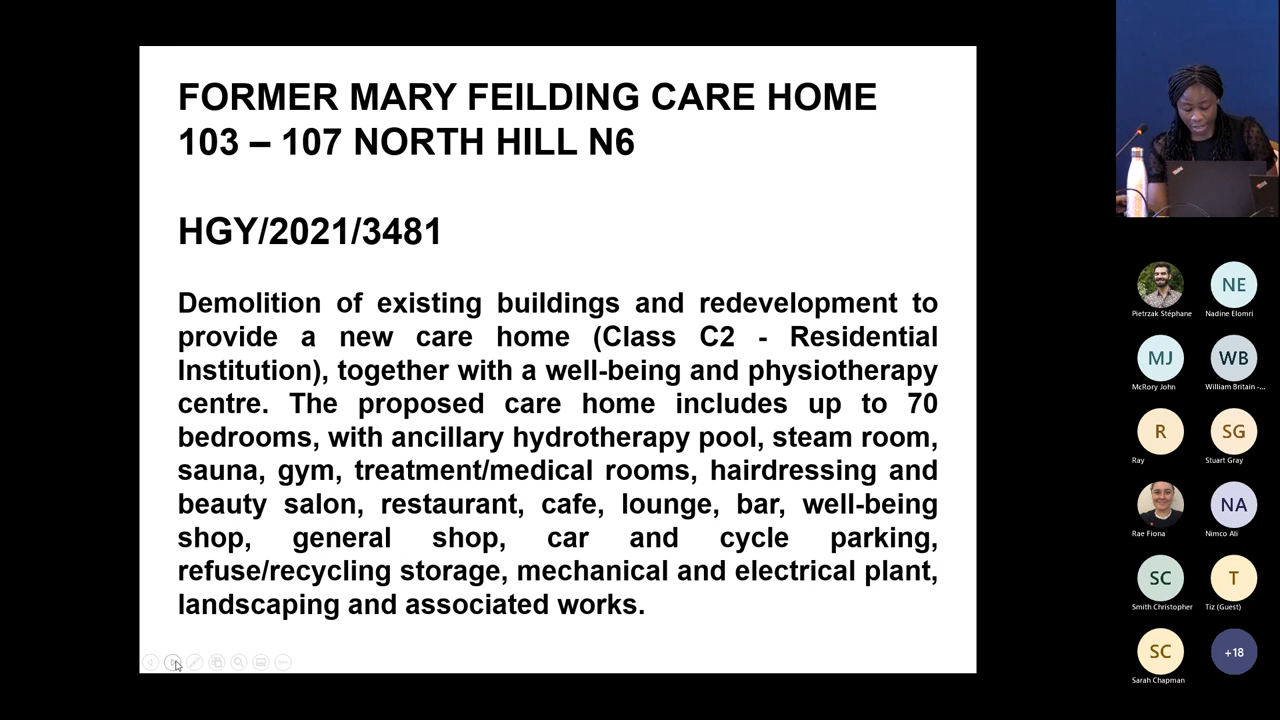 FORMER MARY FEILDING CARE HOME
103 – 107 NORTH HILL N6
HGY/2021/3481
Demolition of existing buildings and redevelopment to
provide a new care home (Class C2 - Residential
Institution), together with a well-being and physiotherapy
centre. The proposed care home includes up to 70
bedrooms, with ancillary hydrotherapy pool, steam room,
sauna, gym, treatment/medical rooms, hairdressing and
beauty salon, restaurant, cafe, lounge, bar, well-being
shop, general shop, car and cycle parking,
refuse/recycling storage, mechanical and electrical plant,
landscaping and associated works.
NE
Pietrzak Stéphane
Nadine Elomri
MJ
WB
McRory John
William Britain -...
R
SG
Ray
Stuart Gray
NA
Rae Fiona
Nimco Ali
SC
T
Smith Christopher
Tiz (Guest)
SC
+18
Sarah Chapman